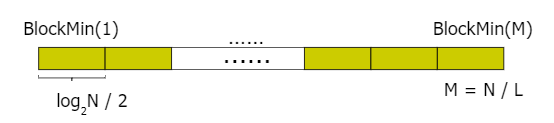 BlockMin(1) BlockMin(M)
......
......
log₂N / 2
M = N / L